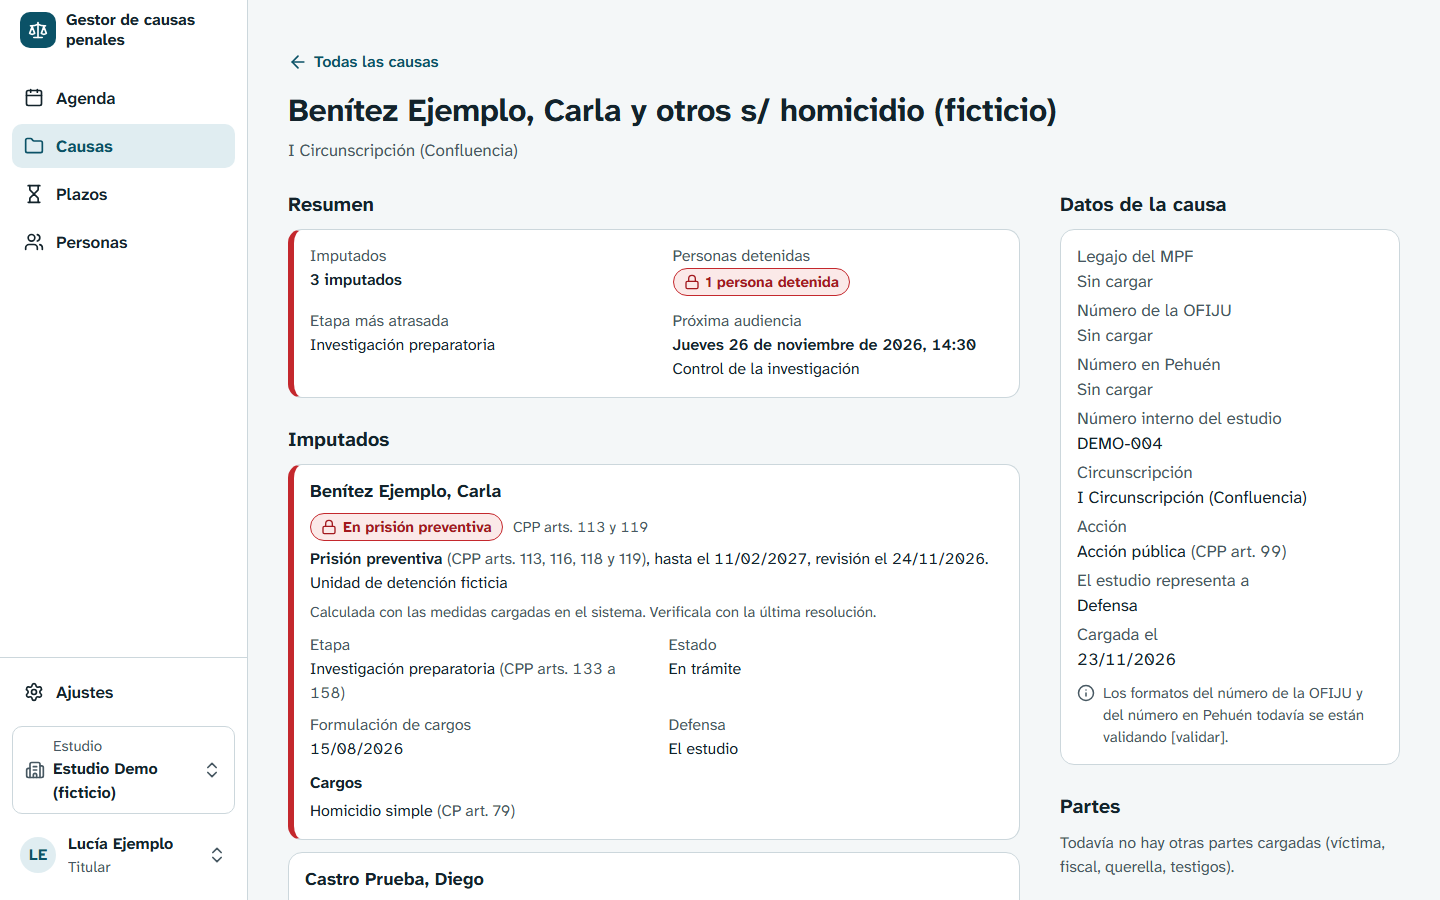 Gestor de causas
penales
Agenda
Causas
Plazos
Personas
Ajustes
Estudio
Estudio Demo
(ficticio)
LE
Lucía Ejemplo
Titular
Todas las causas
Benítez Ejemplo, Carla y otros s/ homicidio (ficticio)
I Circunscripción (Confluencia)
Resumen
Imputados
3 imputados
Personas detenidas
1 persona detenida
Etapa más atrasada
Investigación preparatoria
Próxima audiencia
Jueves 26 de noviembre de 2026, 14:30
Control de la investigación
Imputados
Benítez Ejemplo, Carla
En prisión preventiva CPP arts. 113 y 119
Prisión preventiva (CPP arts. 113, 116, 118 y 119), hasta el 11/02/2027, revisión el 24/11/2026.
Unidad de detención ficticia
Calculada con las medidas cargadas en el sistema. Verificala con la última resolución.
Etapa
Investigación preparatoria (CPP arts. 133 a
158)
Estado
En trámite
Formulación de cargos
15/08/2026
Defensa
El estudio
Cargos
Homicidio simple (CP art. 79)
Castro Prueba, Diego
Datos de la causa
Legajo del MPF
Sin cargar
Número de la OFIJU
Sin cargar
Número en Pehuén
Sin cargar
Número interno del estudio
DEMO-004
Circunscripción
I Circunscripción (Confluencia)
Acción
Acción pública (CPP art. 99)
El estudio representa a
Defensa
Cargada el
23/11/2026
Los formatos del número de la OFIJU y
del número en Pehuén todavía se están
validando [validar].
Partes
Todavía no hay otras partes cargadas (víctima,
fiscal, querella, testigos).